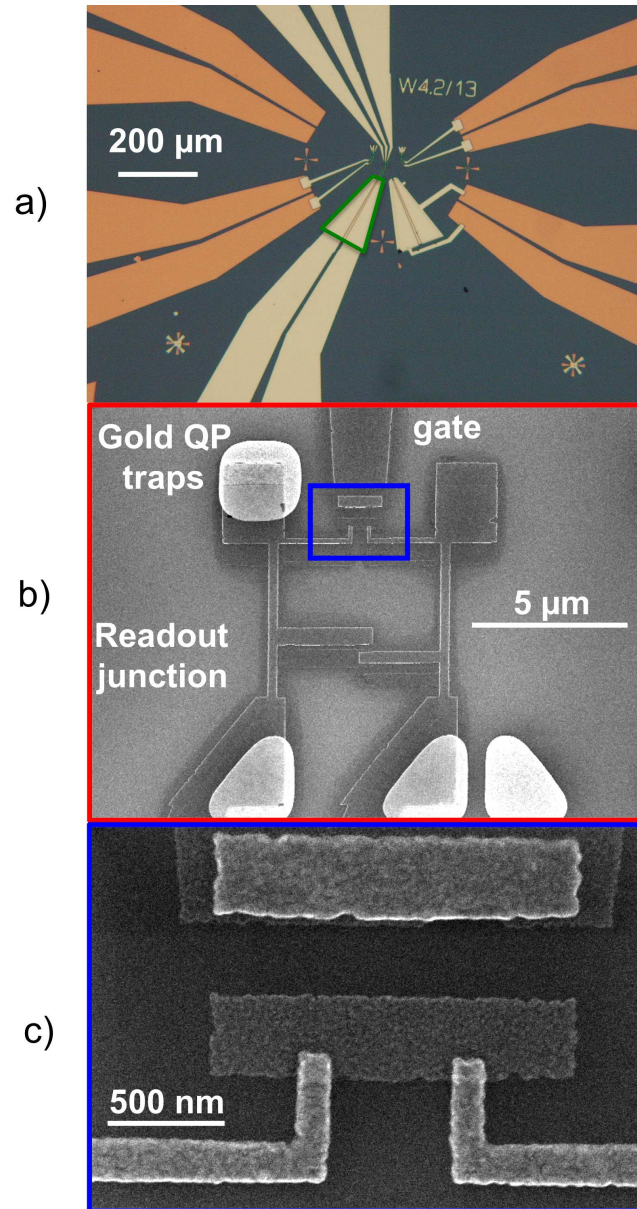 a)
200 µm
W4.2/13
b)
Gold QP
traps
gate
5 µm
Readout
junction
c)
500 nm